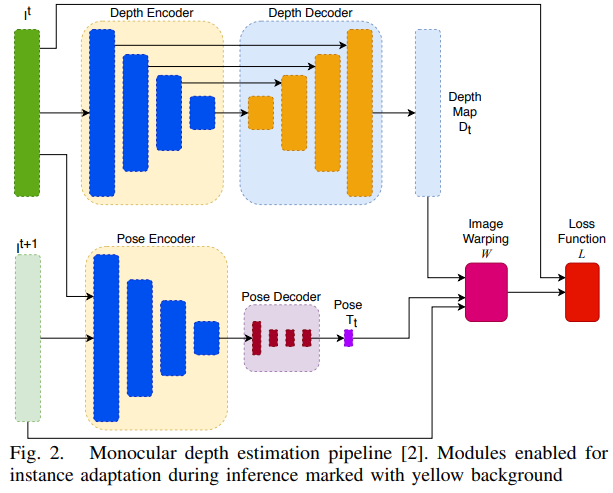 I^t
Depth Encoder
Depth Decoder
Depth
Map
D_t
I^{t+1}
Pose Encoder
Pose Decoder
Pose
T_t
Image
Warping
W
Loss
Function
L
Fig. 2. Monocular depth estimation pipeline [2]. Modules enabled for
instance adaptation during inference marked with yellow background